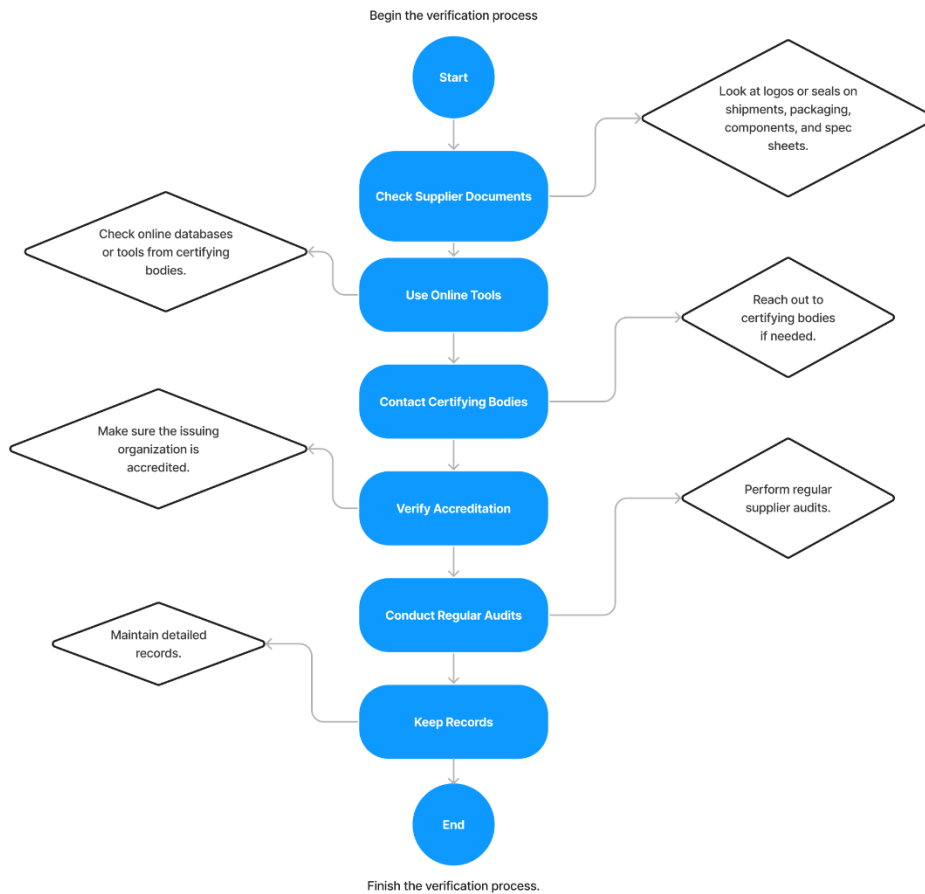 Begin the verification process
Start
Look at logos or seals on
shipments, packaging,
components, and spec
sheets.
Check Supplier Documents
Check online databases
or tools from certifying
bodies.
Use Online Tools
Reach out to
certifying bodies
if needed.
Contact Certifying Bodies
Make sure the issuing
organization is
accredited.
Verify Accreditation
Perform regular
supplier audits.
Conduct Regular Audits
Maintain detailed
records.
Keep Records
End
Finish the verification process.